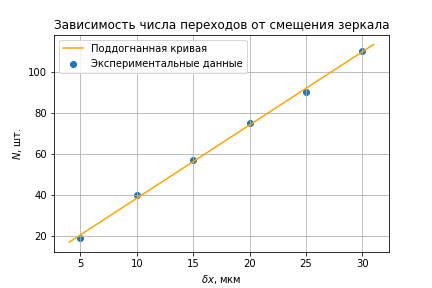 Зависимость числа переходов от смещения зеркала
Поддогнанная кривая
Экспериментальные данные
100
80
60
40
20
N, шт.
5 10 15 20 25 30
δx, мкм